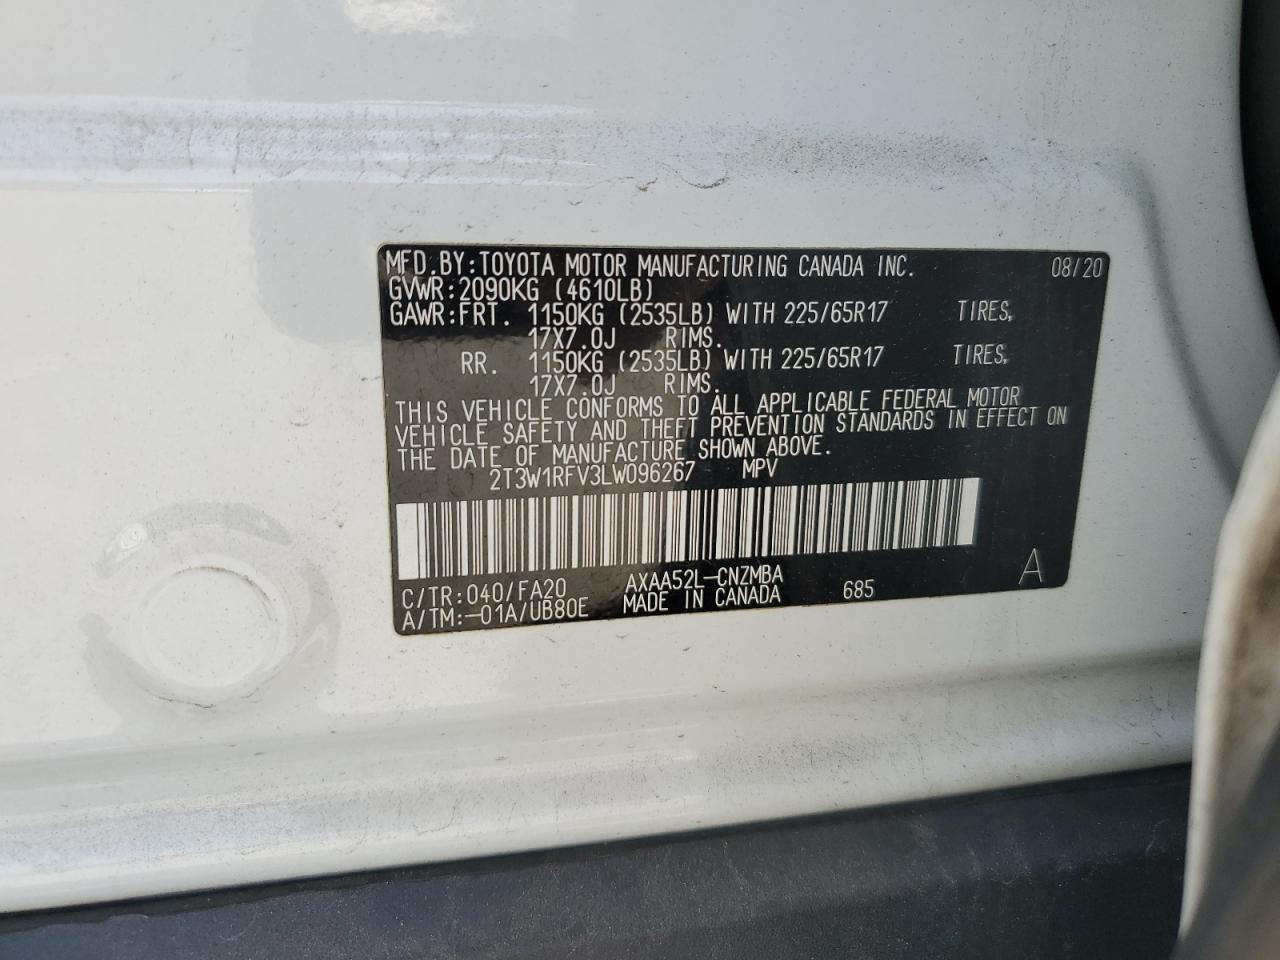 MFD.BY:TOYOTA MOTOR MANUFACTURING CANADA INC. 08/20
GVWR:2090KG (4610LB)
GAWR:FRT. 1150KG (2535LB) WITH 225/65R17 TIRES,
17X7.0J RIMS.
RR. 1150KG (2535LB) WITH 225/65R17 TIRES,
17X7.0J RIMS.
THIS VEHICLE CONFORMS TO ALL APPLICABLE FEDERAL MOTOR
VEHICLE SAFETY AND THEFT PREVENTION STANDARDS IN EFFECT ON
THE DATE OF MANUFACTURE SHOWN ABOVE.
2T3W1RFV3LW096267 MPV
C/TR:040/FA20 AXAA52L-CNZMBA A
A/TM:-01A/UB80E MADE IN CANADA 685